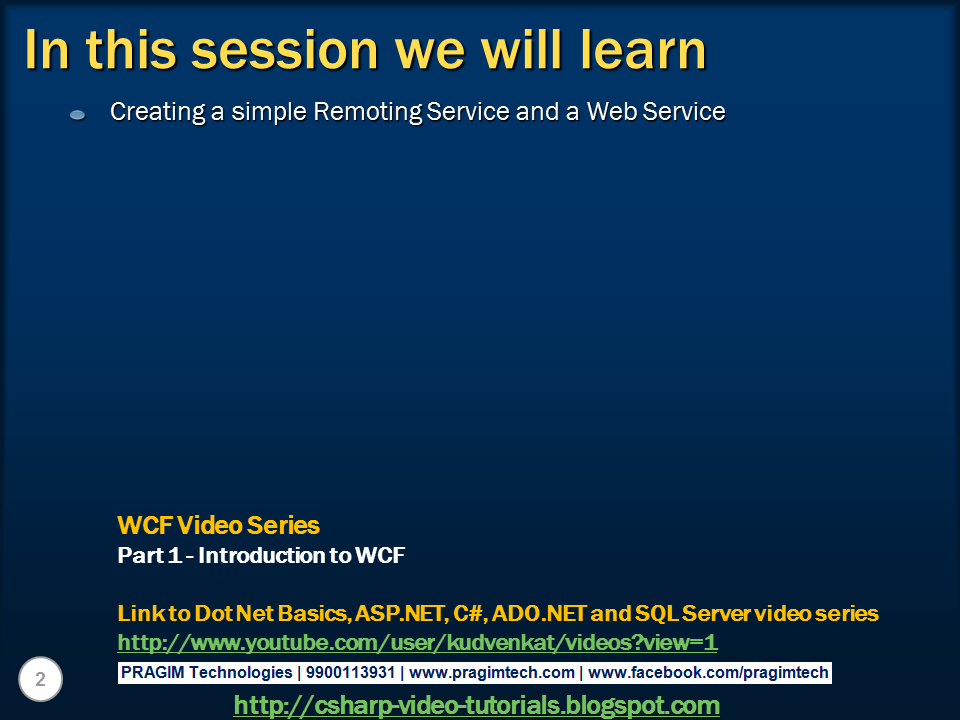 In this session we will learn
Creating a simple Remoting Service and a Web Service
WCF Video Series
Part 1 - Introduction to WCF
Link to Dot Net Basics, ASP.NET, C#, ADO.NET and SQL Server video series
http://www.youtube.com/user/kudvenkat/videos?view=1
PRAGIM Technologies | 9900113931 | www.pragimtech.com | www.facebook.com/pragimtech
2
http://csharp-video-tutorials.blogspot.com